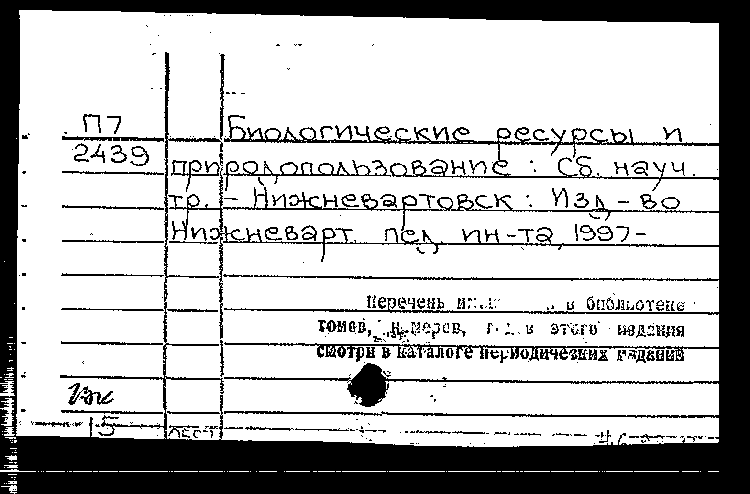 П7 Биологические ресурсы и
2439 природопользование : Сб. науч.
тр. – Нижневартовск : Изд-во
Нижневарт. пед. ин-та, 1997-
Перечень в библиотеке
томов, номеров, этого издания
смотри в каталоге периодических изданий
15